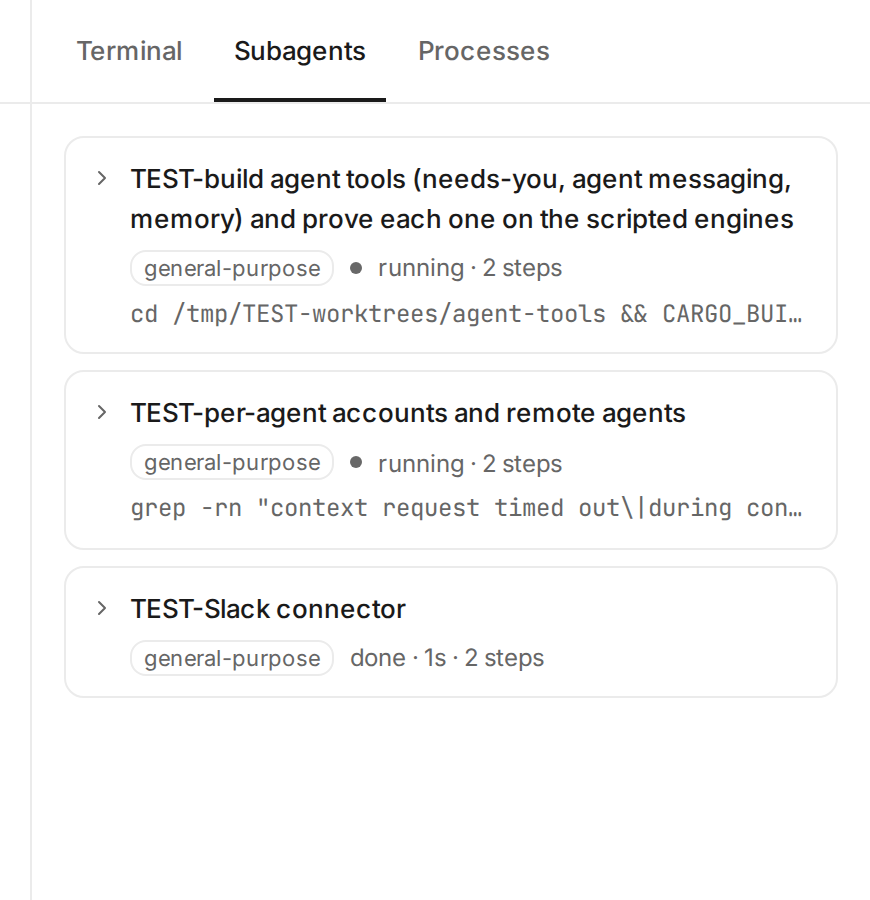 Terminal Subagents Processes
TEST-build agent tools (needs-you, agent messaging,
memory) and prove each one on the scripted engines
general-purpose ● running · 2 steps
cd /tmp/TEST-worktrees/agent-tools && CARGO_BUI…
TEST-per-agent accounts and remote agents
general-purpose ● running · 2 steps
grep -rn "context request timed out\|during con…
TEST-Slack connector
general-purpose done · 1s · 2 steps